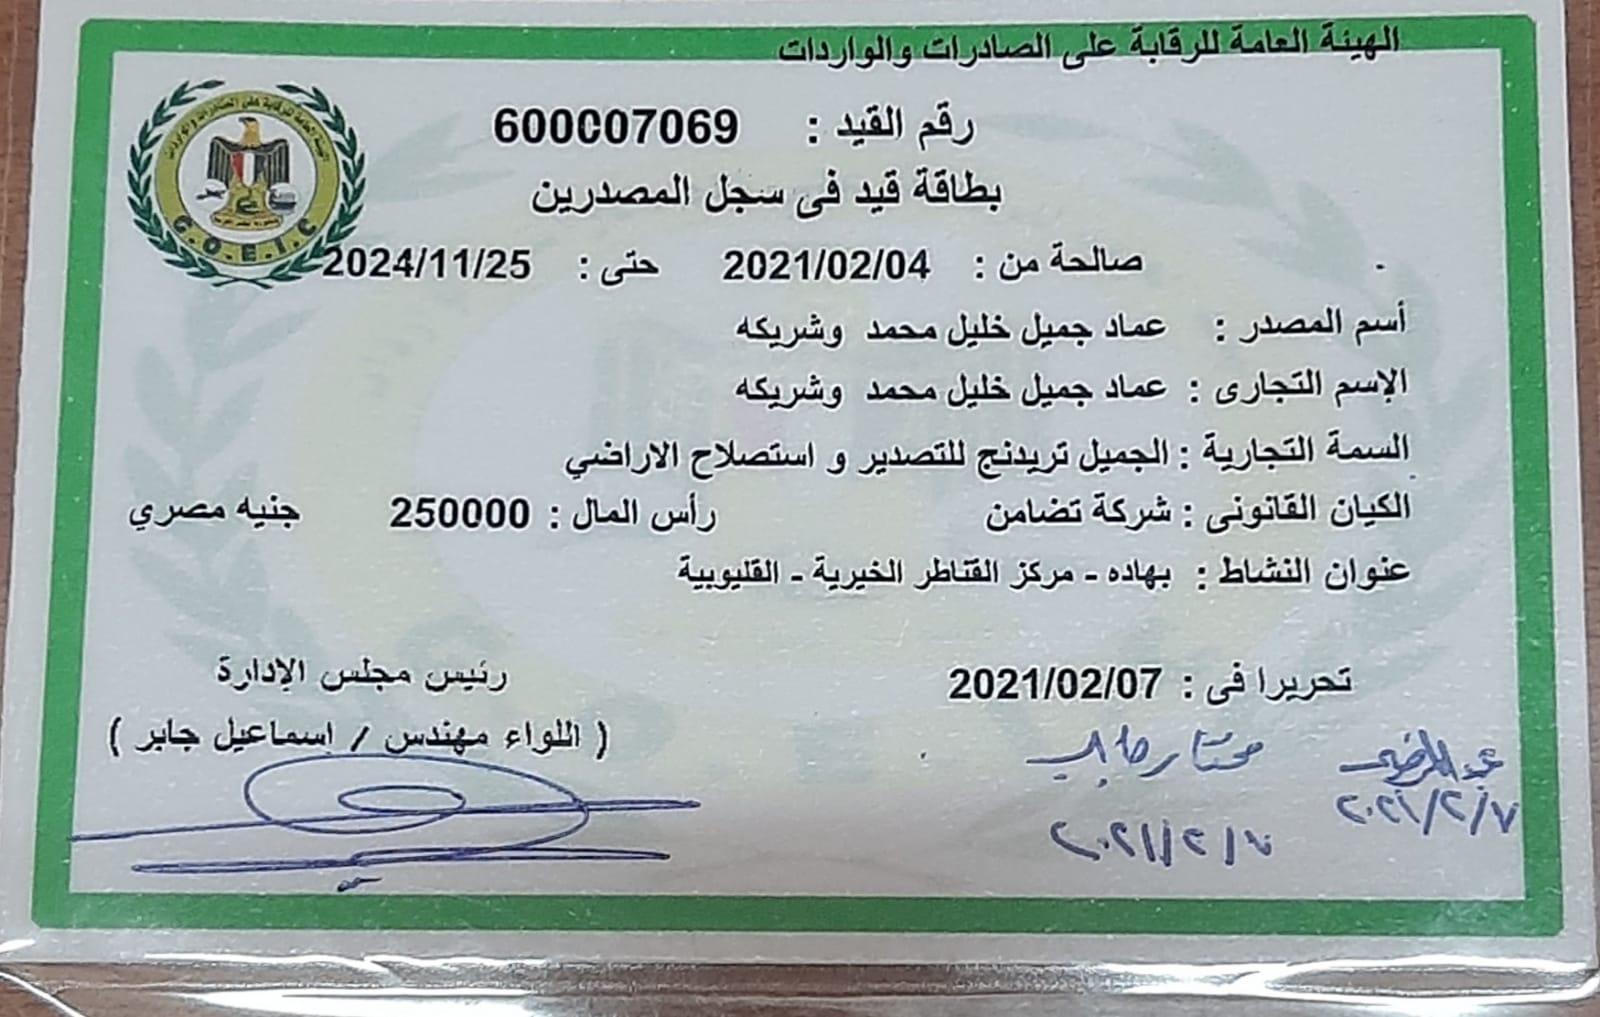 الهيئة العامة للرقابة على الصادرات والواردات
رقم القيد : 600007069
بطاقة قيد فى سجل المصدرين
صالحة من : 2021/02/04 حتى : 2024/11/25
أسم المصدر : عماد جميل خليل محمد وشريكه
الإسم التجارى : عماد جميل خليل محمد وشريكه
السمة التجارية : الجميل تريدنج للتصدير و استصلاح الاراضي
الكيان القانونى : شركة تضامن رأس المال : 250000 جنيه مصري
عنوان النشاط : بهاده - مركز القناطر الخيرية - القليوبية
تحريرا فى : 2021/02/07
رئيس مجلس الإدارة
( اللواء مهندس / اسماعيل جابر )
٢٠٢١/٢/٧
G.O.E.I.C